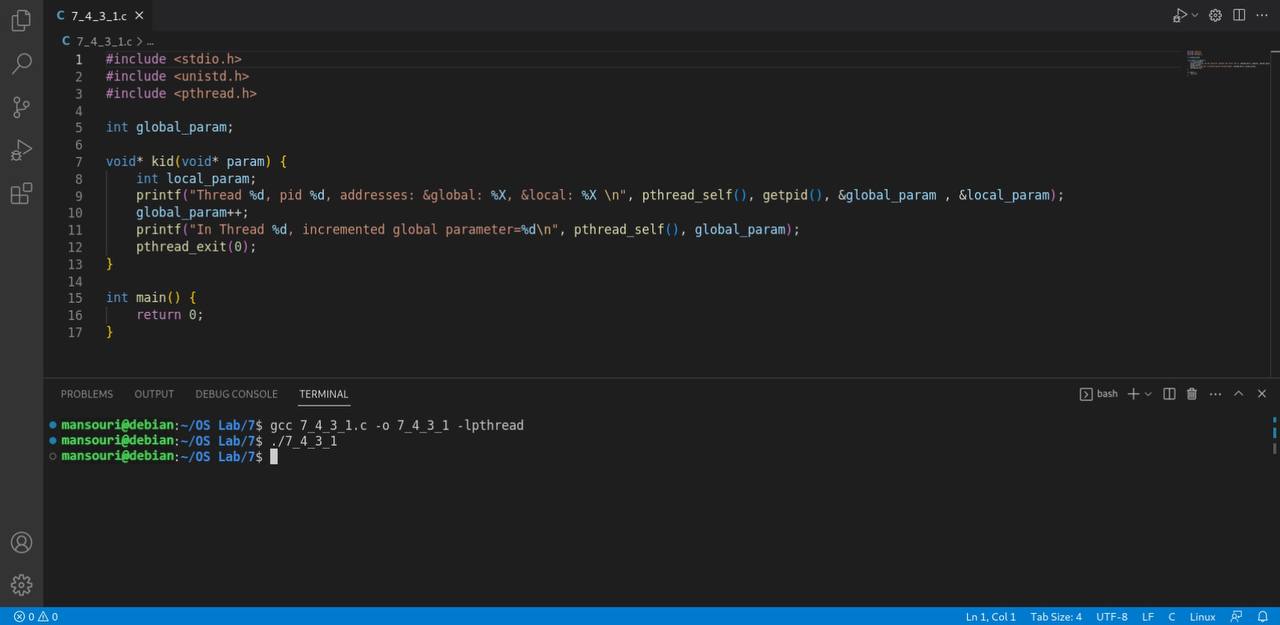 7_4_3_1.c
7_4_3_1.c > ...
1 #include <stdio.h>
2 #include <unistd.h>
3 #include <pthread.h>
4
5 int global_param;
6
7 void* kid(void* param) {
8     int local_param;
9     printf("Thread %d, pid %d, addresses: &global: %X, &local: %X \n", pthread_self(), getpid(), &global_param , &local_param);
10     global_param++;
11     printf("In Thread %d, incremented global parameter=%d\n", pthread_self(), global_param);
12     pthread_exit(0);
13 }
14
15 int main() {
16     return 0;
17 }
PROBLEMS OUTPUT DEBUG CONSOLE TERMINAL bash
mansouri@debian:~/OS Lab/7$ gcc 7_4_3_1.c -o 7_4_3_1 -lpthread
mansouri@debian:~/OS Lab/7$ ./7_4_3_1
mansouri@debian:~/OS Lab/7$
0 0 Ln 1, Col 1 Tab Size: 4 UTF-8 LF C Linux